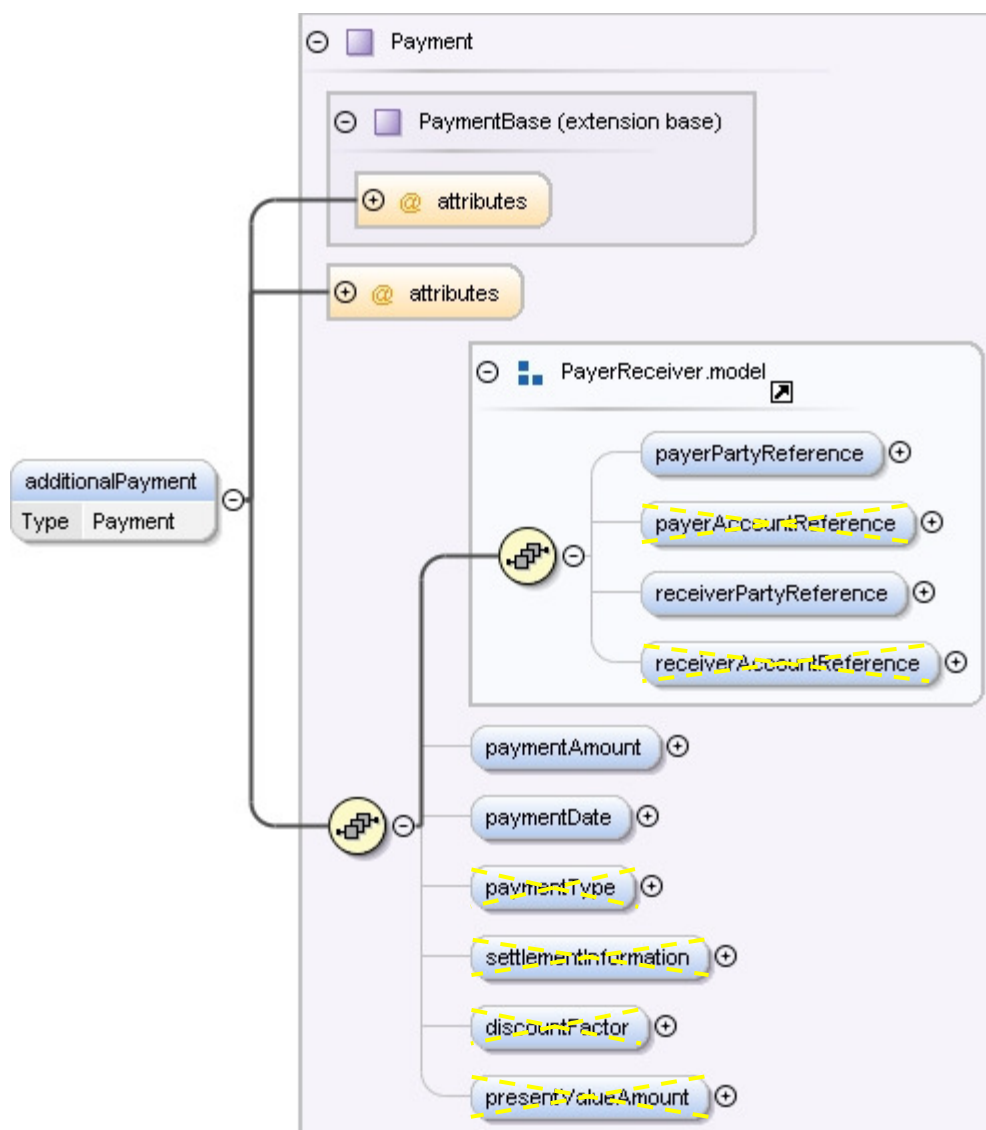 Payment
PaymentBase (extension base)
@ attributes
@ attributes
PayerReceiver.model
payerPartyReference
additionalPayment
Type Payment
payerAccountReference
receiverPartyReference
receiverAccountReference
paymentAmount
paymentDate
paymentType
settlementInformation
discountFactor
presentValueAmount